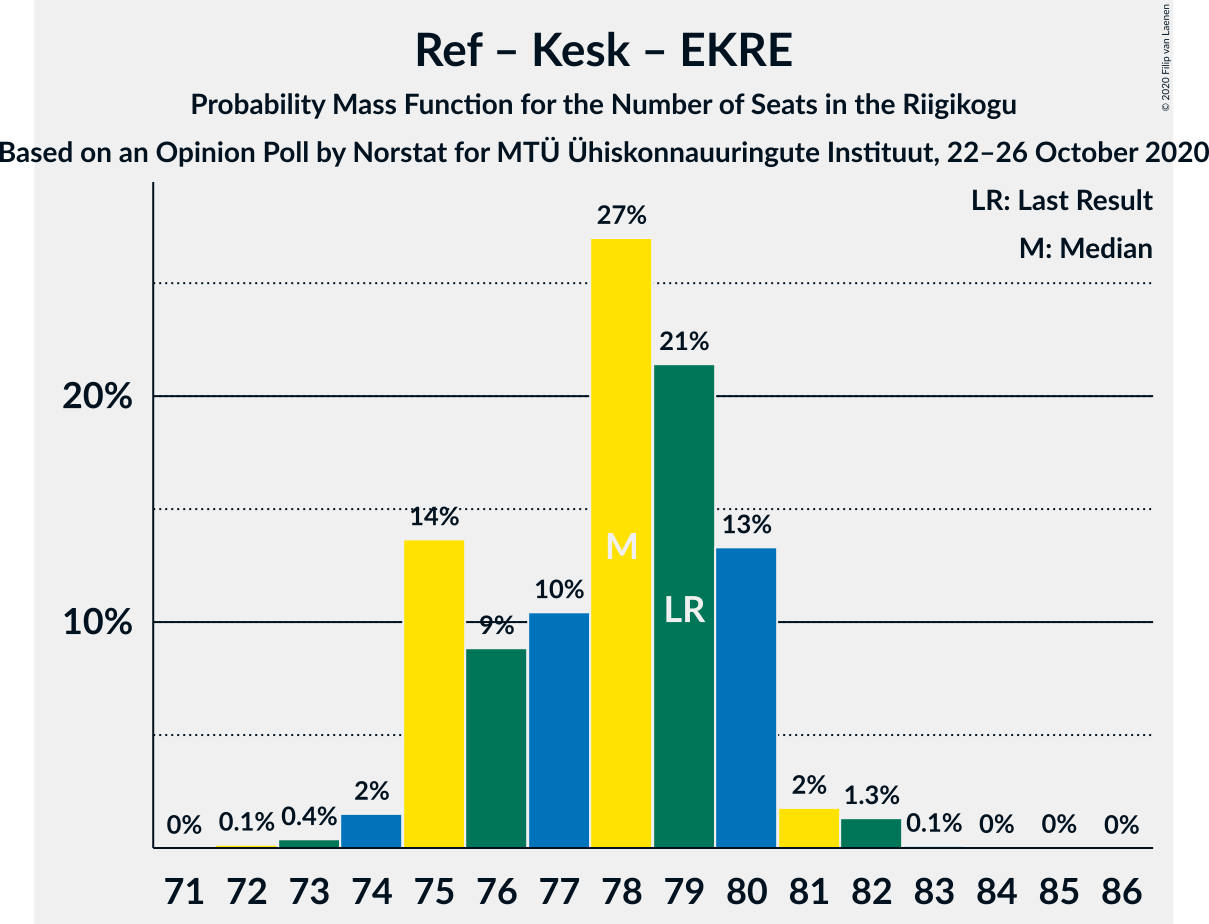 Ref – Kesk – EKRE
Probability Mass Function for the Number of Seats in the Riigikogu
Based on an Opinion Poll by Norstat for MTÜ Ühiskonnauuringute Instituut, 22–26 October 2020
© 2020 Filip van Laenen
LR: Last Result
M: Median
27%
21%
20%
14%
13%
M
10%
LR
10%
9%
2%
2%
1.3%
0% 0.1% 0.4% 0.1% 0% 0% 0%
71 72 73 74 75 76 77 78 79 80 81 82 83 84 85 86